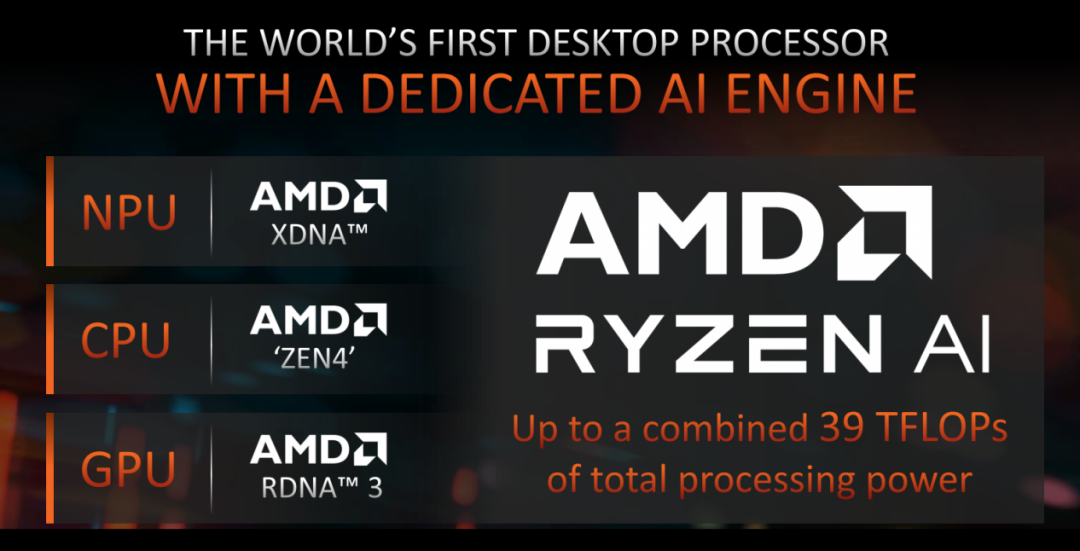 THE WORLD'S FIRST DESKTOP PROCESSOR
WITH A DEDICATED AI ENGINE
NPU
AMD
XDNA™
CPU
AMD
‘ZEN4’
GPU
AMD
RDNA™ 3
AMD
RYZEN AI
Up to a combined 39 TFLOPs
of total processing power